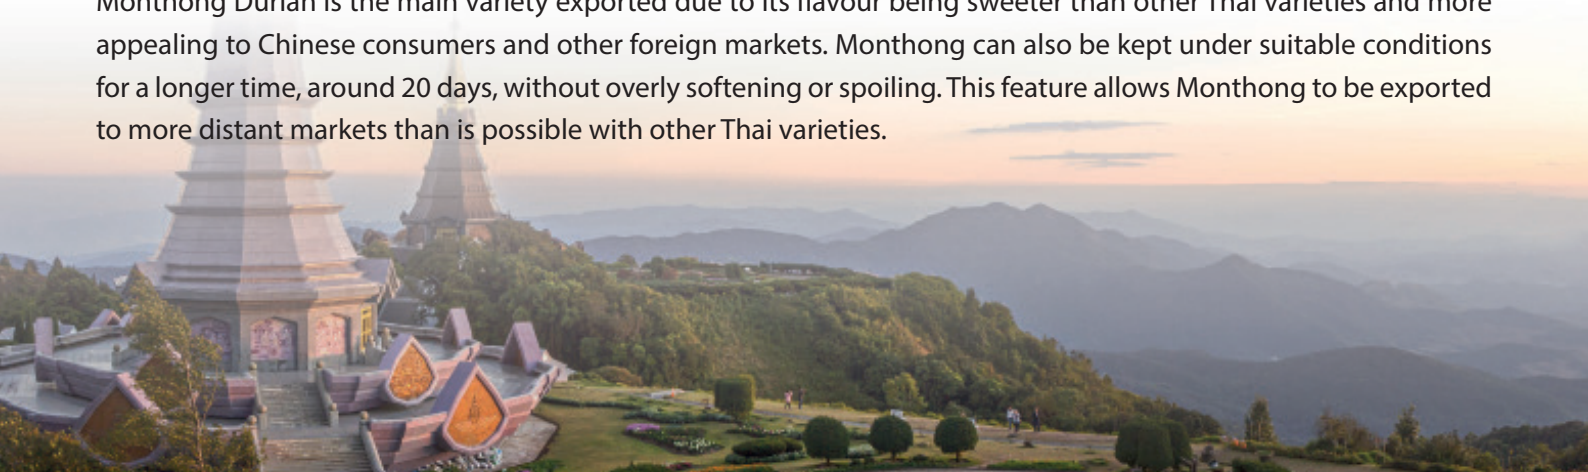 Monthong Durian is the main variety exported due to its flavour being sweeter than other Thai varieties and more
appealing to Chinese consumers and other foreign markets. Monthong can also be kept under suitable conditions
for a longer time, around 20 days, without overly softening or spoiling. This feature allows Monthong to be exported
to more distant markets than is possible with other Thai varieties.